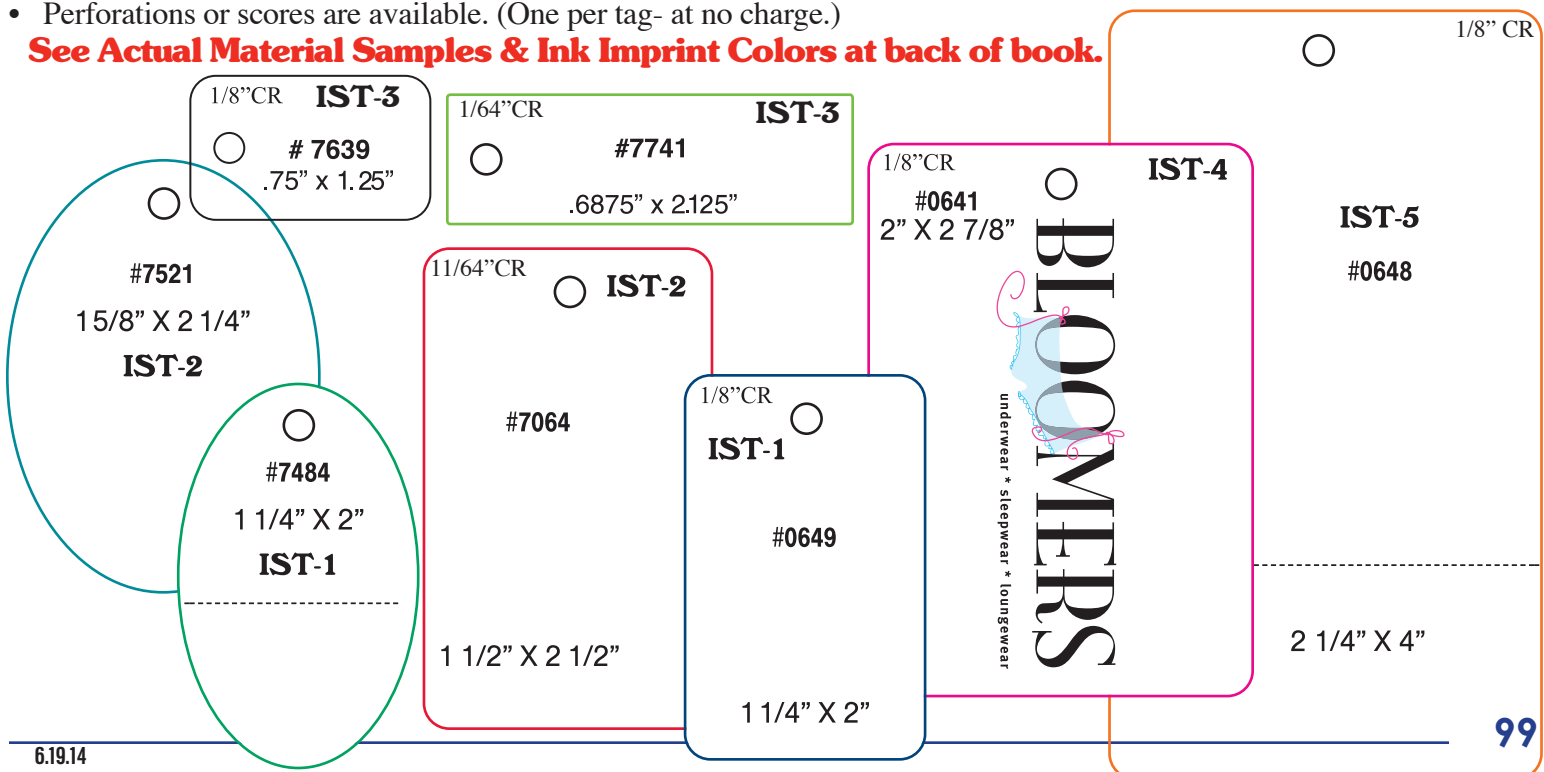 • Perforations or scores are available. (One per tag- at no charge.)
See Actual Material Samples & Ink Imprint Colors at back of book.
1/8”CR IST-3
# 7639
.75” x 1.25”
1/64”CR IST-3
#7741
.6875” x 2.125”
#7521
15/8” X 2 1/4”
IST-2
#7484
1 1/4” X 2”
IST-1
11/64”CR IST-2
#7064
1 1/2” X 2 1/2”
1/8”CR
IST-1
#0649
1 1/4” X 2”
1/8”CR IST-4
#0641
2” X 2 7/8”
BLOOMERS
underwear * sleepwear * loungewear
1/8” CR
IST-5
#0648
2 1/4” X 4”
6.19.14
99